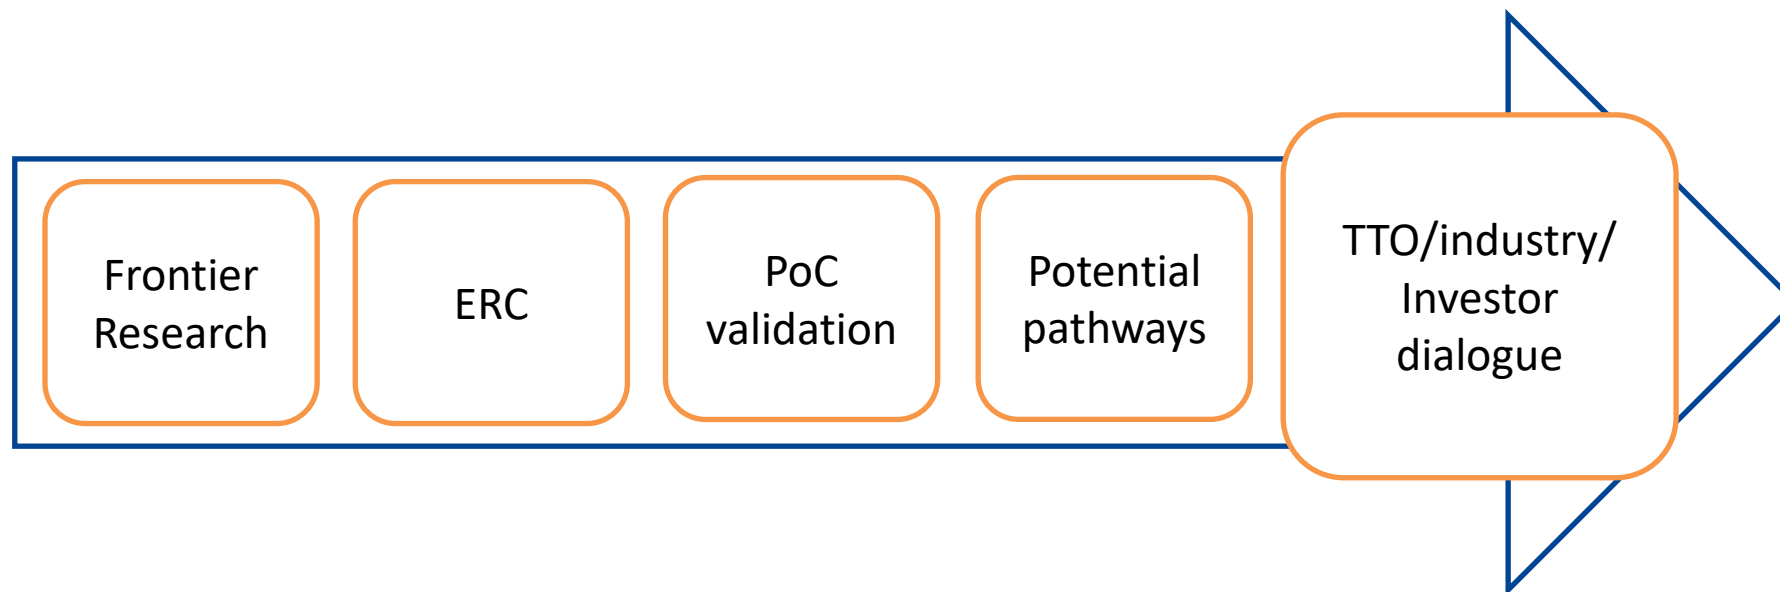 Frontier
Research
ERC
PoC
validation
Potential
pathways
TTO/industry/
Investor
dialogue